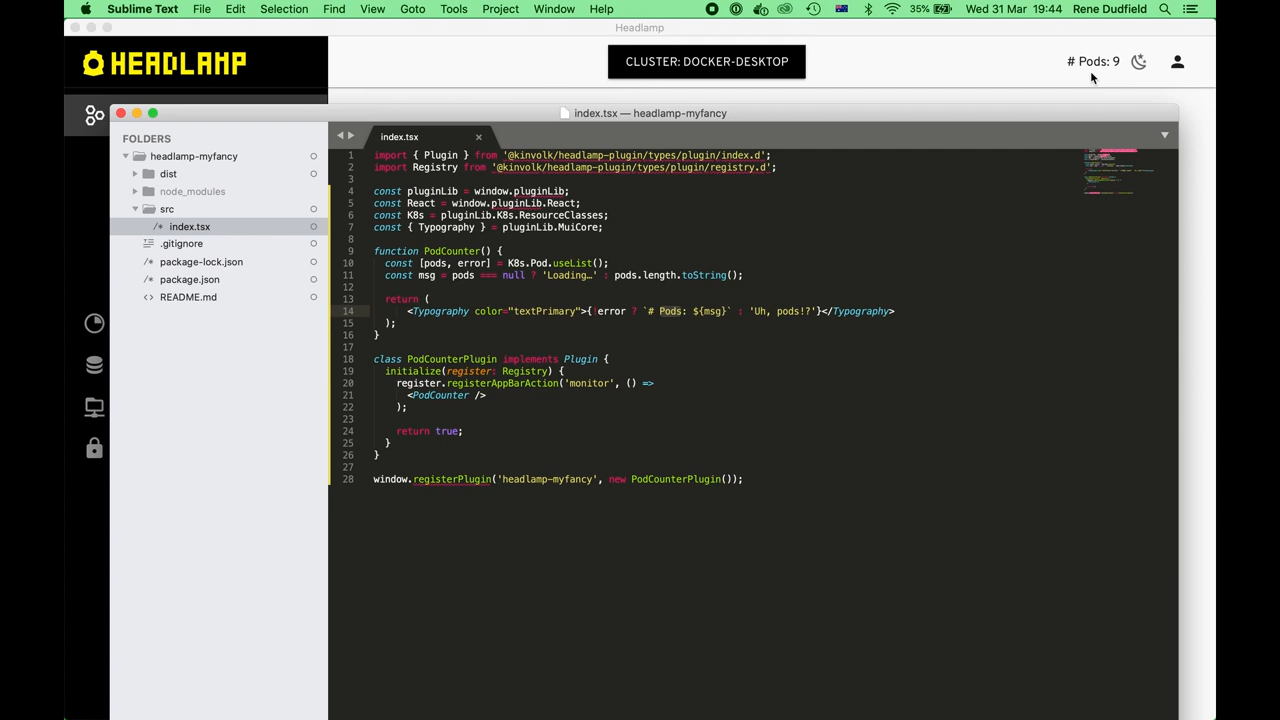 Sublime Text File Edit Selection Find View Goto Tools Project Window Help 35% Wed 31 Mar 19:44 Rene Dudfield
Headlamp
HEADLAMP
CLUSTER: DOCKER-DESKTOP
# Pods: 9
index.tsx — headlamp-myfancy
FOLDERS
headlamp-myfancy
dist
node_modules
src
/* index.tsx
.gitignore
/* package-lock.json
/* package.json
<> README.md
index.tsx
1 import { Plugin } from '@kinvolk/headlamp-plugin/types/plugin/index.d';
2 import Registry from '@kinvolk/headlamp-plugin/types/plugin/registry.d';
3
4 const pluginLib = window.pluginLib;
5 const React = window.pluginLib.React;
6 const K8s = pluginLib.K8s.ResourceClasses;
7 const { Typography } = pluginLib.MuiCore;
8
9 function PodCounter() {
10 const [pods, error] = K8s.Pod.useList();
11 const msg = pods === null ? 'Loading…' : pods.length.toString();
12
13 return (
14 <Typography color="textPrimary">{!error ? `# Pods: ${msg}` : 'Uh, pods!?'}</Typography>
15 );
16 }
17
18 class PodCounterPlugin implements Plugin {
19 initialize(register: Registry) {
20 register.registerAppBarAction('monitor', () =>
21 <PodCounter />
22 );
23
24 return true;
25 }
26 }
27
28 window.registerPlugin('headlamp-myfancy', new PodCounterPlugin());